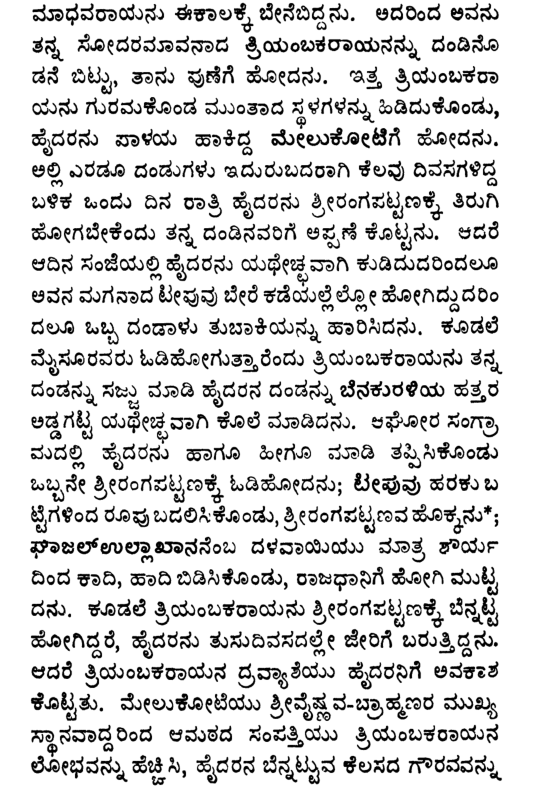 ಮಾಧವರಾಯನು ಈಕಾಲಕ್ಕೆ ಬೇನೆಬಿದ್ದನು. ಅದರಿಂದ ಅವನು
ತನ್ನ ಸೋದರಮಾವನಾದ ತ್ರಿಯಂಬಕರಾಯನನ್ನು ದಂಡಿನೊ
ಡನೆ ಬಿಟ್ಟು, ತಾನು ಪುಣೆಗೆ ಹೋದನು. ಇತ್ತ ತ್ರಿಯಂಬಕರಾ
ಯನು ಗುರಮಕೊಂಡ ಮುಂತಾದ ಸ್ಥಳಗಳನ್ನು ಹಿಡಿದುಕೊಂಡು,
ಹೈದರನು ಪಾಳಯ ಹಾಕಿದ್ದ ಮೇಲುಕೋಟೆಗೆ ಹೋದನು.
ಅಲ್ಲಿ ಎರಡೂ ದಂಡುಗಳು ಇದುರುಬದರಾಗಿ ಕೆಲವು ದಿವಸಗಳಿದ್ದ
ಬಳಿಕ ಒಂದು ದಿನ ರಾತ್ರಿ ಹೈದರನು ಶ್ರೀರಂಗಪಟ್ಟಣಕ್ಕೆ ತಿರುಗಿ
ಹೋಗಬೇಕೆಂದು ತನ್ನ ದಂಡಿನವರಿಗೆ ಅಪ್ಪಣೆ ಕೊಟ್ಟನು. ಆದರೆ
ಆದಿನ ಸಂಜೆಯಲ್ಲಿ ಹೈದರನು ಯಥೇಚ್ಛವಾಗಿ ಕುಡಿದುದರಿಂದಲೂ
ಅವನ ಮಗನಾದ ಟೀಪುವು ಬೇರೆ ಕಡೆಯಲ್ಲೆಲ್ಲೋ ಹೋಗಿದ್ದುದರಿಂ
ದಲೂ ಒಬ್ಬ ದಂಡಾಳು ತುಬಾಕಿಯನ್ನು ಹಾರಿಸಿದನು. ಕೂಡಲೆ
ಮೈಸೂರವರು ಓಡಿಹೋಗುತ್ತಾರೆಂದು ತ್ರಿಯಂಬಕರಾಯನು ತನ್ನ
ದಂಡನ್ನು ಸಜ್ಜು ಮಾಡಿ ಹೈದರನ ದಂಡನ್ನು ಬೆನಕುರಳಿಯ ಹತ್ತರ
ಅಡ್ಡಗಟ್ಟಿ ಯಥೇಚ್ಛವಾಗಿ ಕೊಲೆ ಮಾಡಿದನು. ಆಘೋರ ಸಂಗ್ರಾ
ಮದಲ್ಲಿ ಹೈದರನು ಹಾಗೂ ಹೀಗೂ ಮಾಡಿ ತಪ್ಪಿಸಿಕೊಂಡು
ಒಬ್ಬನೇ ಶ್ರೀರಂಗಪಟ್ಟಣಕ್ಕೆ ಓಡಿಹೋದನು; ಟೀಪುವು ಹರಕು ಬ
ಟ್ಟೆಗಳಿಂದ ರೂಪು ಬದಲಿಸಿಕೊಂಡು, ಶ್ರೀರಂಗಪಟ್ಟಣವ ಹೊಕ್ಕನು*;
ಘಾಜಲ್‌ಉಲ್ಲಾಖಾನನೆಂಬ ದಳವಾಯಿಯು ಮಾತ್ರ ಶೌರ್ಯ
ದಿಂದ ಕಾದಿ, ಹಾದಿ ಬಿಡಿಸಿಕೊಂಡು, ರಾಜಧಾನಿಗೆ ಹೋಗಿ ಮುಟ್ಟಿ
ದನು. ಕೂಡಲೆ ತ್ರಿಯಂಬಕರಾಯನು ಶ್ರೀರಂಗಪಟ್ಟಣಕ್ಕೆ ಬೆನ್ನಟ್ಟಿ
ಹೋಗಿದ್ದರೆ, ಹೈದರನು ತುಸುದಿವಸದಲ್ಲೇ ಜೇರಿಗೆ ಬರುತ್ತಿದ್ದನು.
ಆದರೆ ತ್ರಿಯಂಬಕರಾಯನ ದ್ರವ್ಯಾಶೆಯು ಹೈದರನಿಗೆ ಅವಕಾಶ
ಕೊಟ್ಟಿತು. ಮೇಲುಕೋಟೆಯು ಶ್ರೀವೈಷ್ಣವ-ಬ್ರಾಹ್ಮಣರ ಮುಖ್ಯ
ಸ್ಥಾನವಾದ್ದರಿಂದ ಆಮಠದ ಸಂಪತ್ತಿಯು ತ್ರಿಯಂಬಕರಾಯನ
ಲೋಭವನ್ನು ಹೆಚ್ಚಿಸಿ, ಹೈದರನ ಬೆನ್ನಟ್ಟುವ ಕೆಲಸದ ಗೌರವವನ್ನು